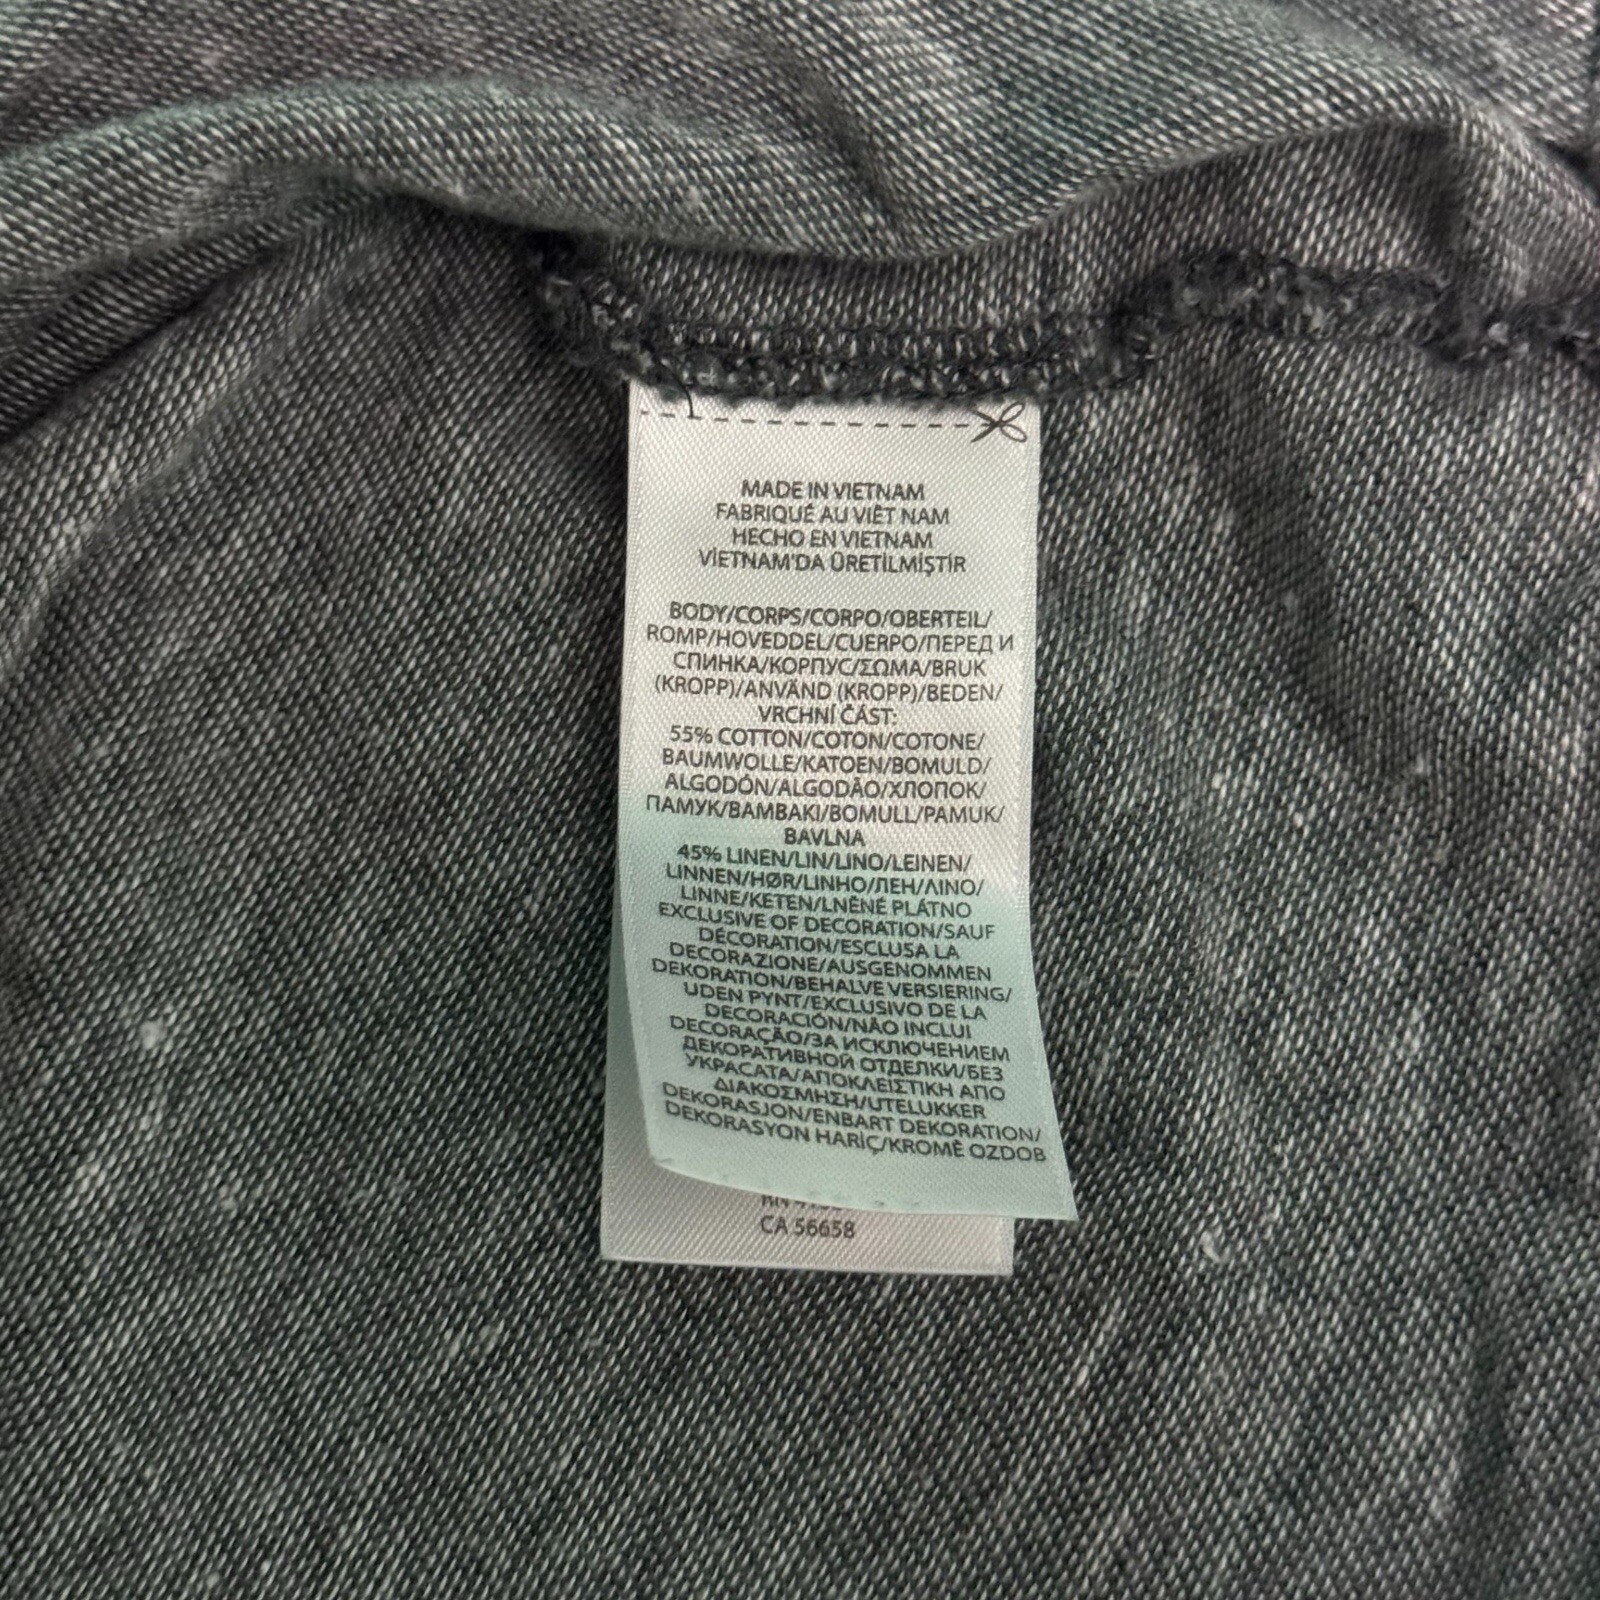 MADE IN VIETNAM
FABRIQUÉ AU VIÊT NAM
HECHO EN VIETNAM
VİETNAM'DA ÜRETİLMİŞTİR
BODY/CORPS/CORPO/OBERTEIL/
ROMP/HOVEDDEL/CUERPO/ПЕРЕД И
СПИНКА/КОРПУС/ΣΩΜΑ/BRUK
(KROPP)/ANVÄND (KROPP)/BEDEN/
VRCHNÍ ČÁST:
55% COTTON/COTON/COTONE/
BAUMWOLLE/KATOEN/BOMULD/
ALGODÓN/ALGODÃO/ХЛОПОК/
ПАМУК/BAMBAKI/BOMULL/PAMUK/
BAVLNA
45% LINEN/LIN/LINO/LEINEN/
LINNEN/HØR/LINHO/ЛЕН/ΛΙΝΟ/
LINNE/KETEN/LNĚNÉ PLÁTNO
EXCLUSIVE OF DECORATION/SAUF
DÉCORATION/ESCLUSA LA
DECORAZIONE/AUSGENOMMEN
DEKORATION/BEHALVE VERSIERING/
UDEN PYNT/EXCLUSIVO DE LA
DECORACIÓN/NÃO INCLUI
DECORAÇÃO/ЗА ИСКЛЮЧЕНИЕМ
ДЕКОРАТИВНОЙ ОТДЕЛКИ/БЕЗ
УКРАСАТА/ΑΠΟΚΛΕΙΣΤΙΚΗ ΑΠΟ
ΔΙΑΚΟΣΜΗΣΗ/UTELUKKER
DEKORASJON/ENBART DEKORATION/
DEKORASYON HARİÇ/KROMĚ OZDOB
RN
CA 56658